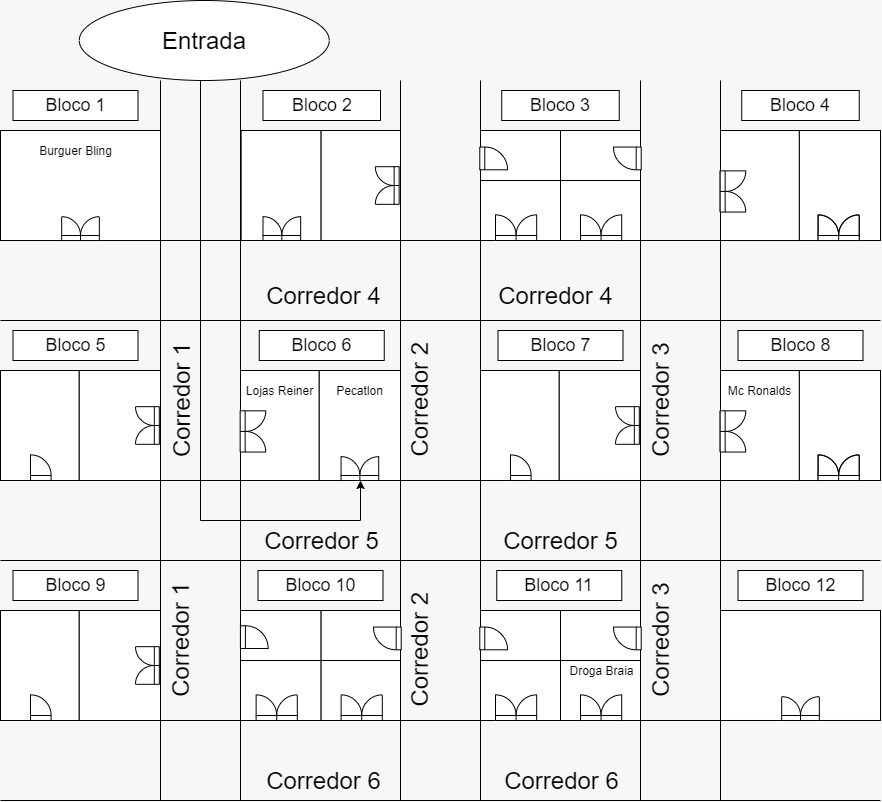 Entrada
Bloco 1
Bloco 2
Bloco 3
Bloco 4
Burguer Bling
Corredor 4
Corredor 4
Bloco 5
Corredor 1
Bloco 6
Corredor 2
Bloco 7
Corredor 3
Bloco 8
Lojas Reiner
Pecatlon
Mc Ronalds
Corredor 5
Corredor 5
Bloco 9
Corredor 1
Bloco 10
Corredor 2
Bloco 11
Corredor 3
Bloco 12
Droga Braia
Corredor 6
Corredor 6